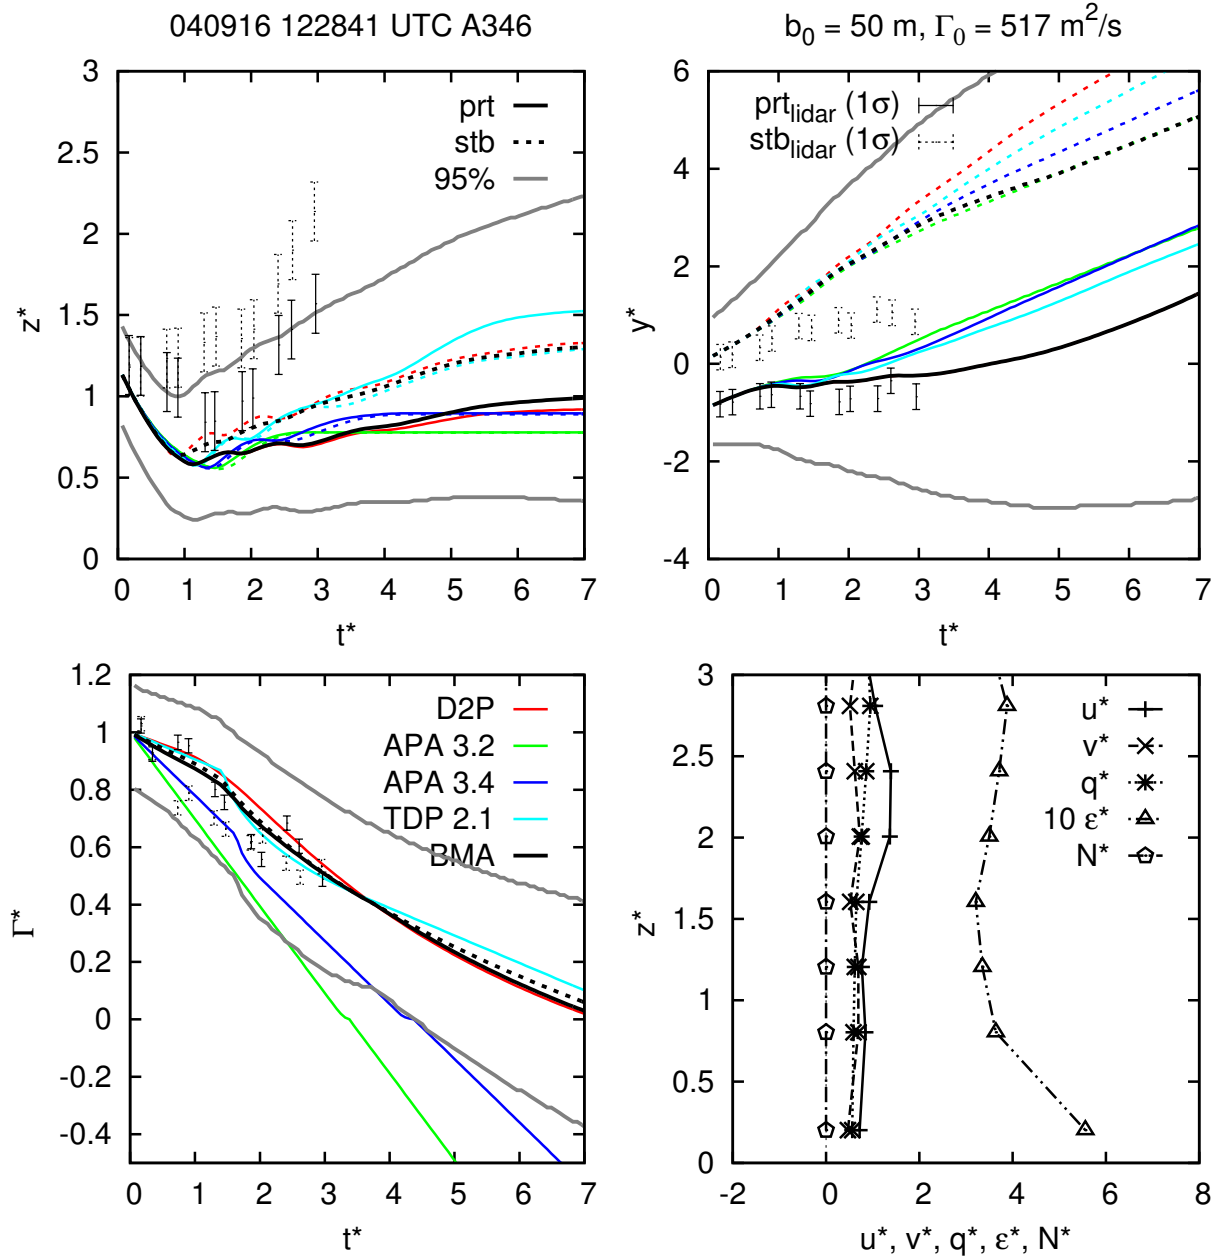 040916 122841 UTC A346
b₀ = 50 m, Γ₀ = 517 m²/s
3
2.5
2
1.5
1
0.5
0
z*
prt
stb
95%
0 1 2 3 4 5 6 7
t*
6
4
2
0
-2
-4
y*
prt_lidar (1σ)
stb_lidar (1σ)
0 1 2 3 4 5 6 7
t*
1.2
1
0.8
0.6
0.4
0.2
0
-0.2
-0.4
Γ*
D2P
APA 3.2
APA 3.4
TDP 2.1
BMA
0 1 2 3 4 5 6 7
t*
3
2.5
2
1.5
1
0.5
0
z*
u*
v*
q*
10 ε*
N*
-2 0 2 4 6 8
u*, v*, q*, ε*, N*